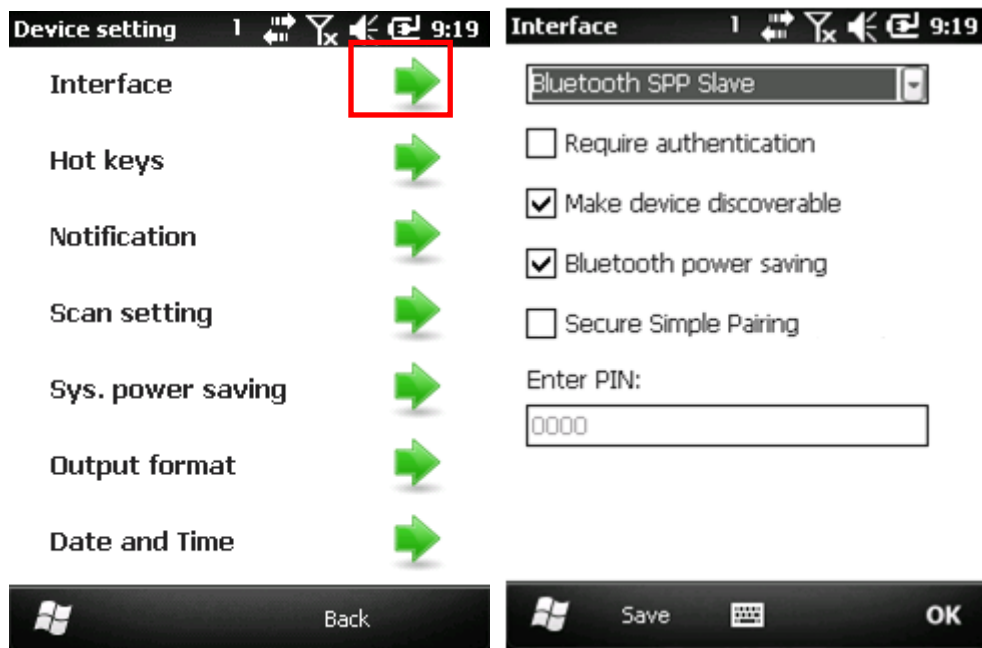 Device setting 1 9:19
Interface
Hot keys
Notification
Scan setting
Sys. power saving
Output format
Date and Time
Back
Interface 1 9:19
Bluetooth SPP Slave
Require authentication
Make device discoverable
Bluetooth power saving
Secure Simple Pairing
Enter PIN:
0000
Save OK